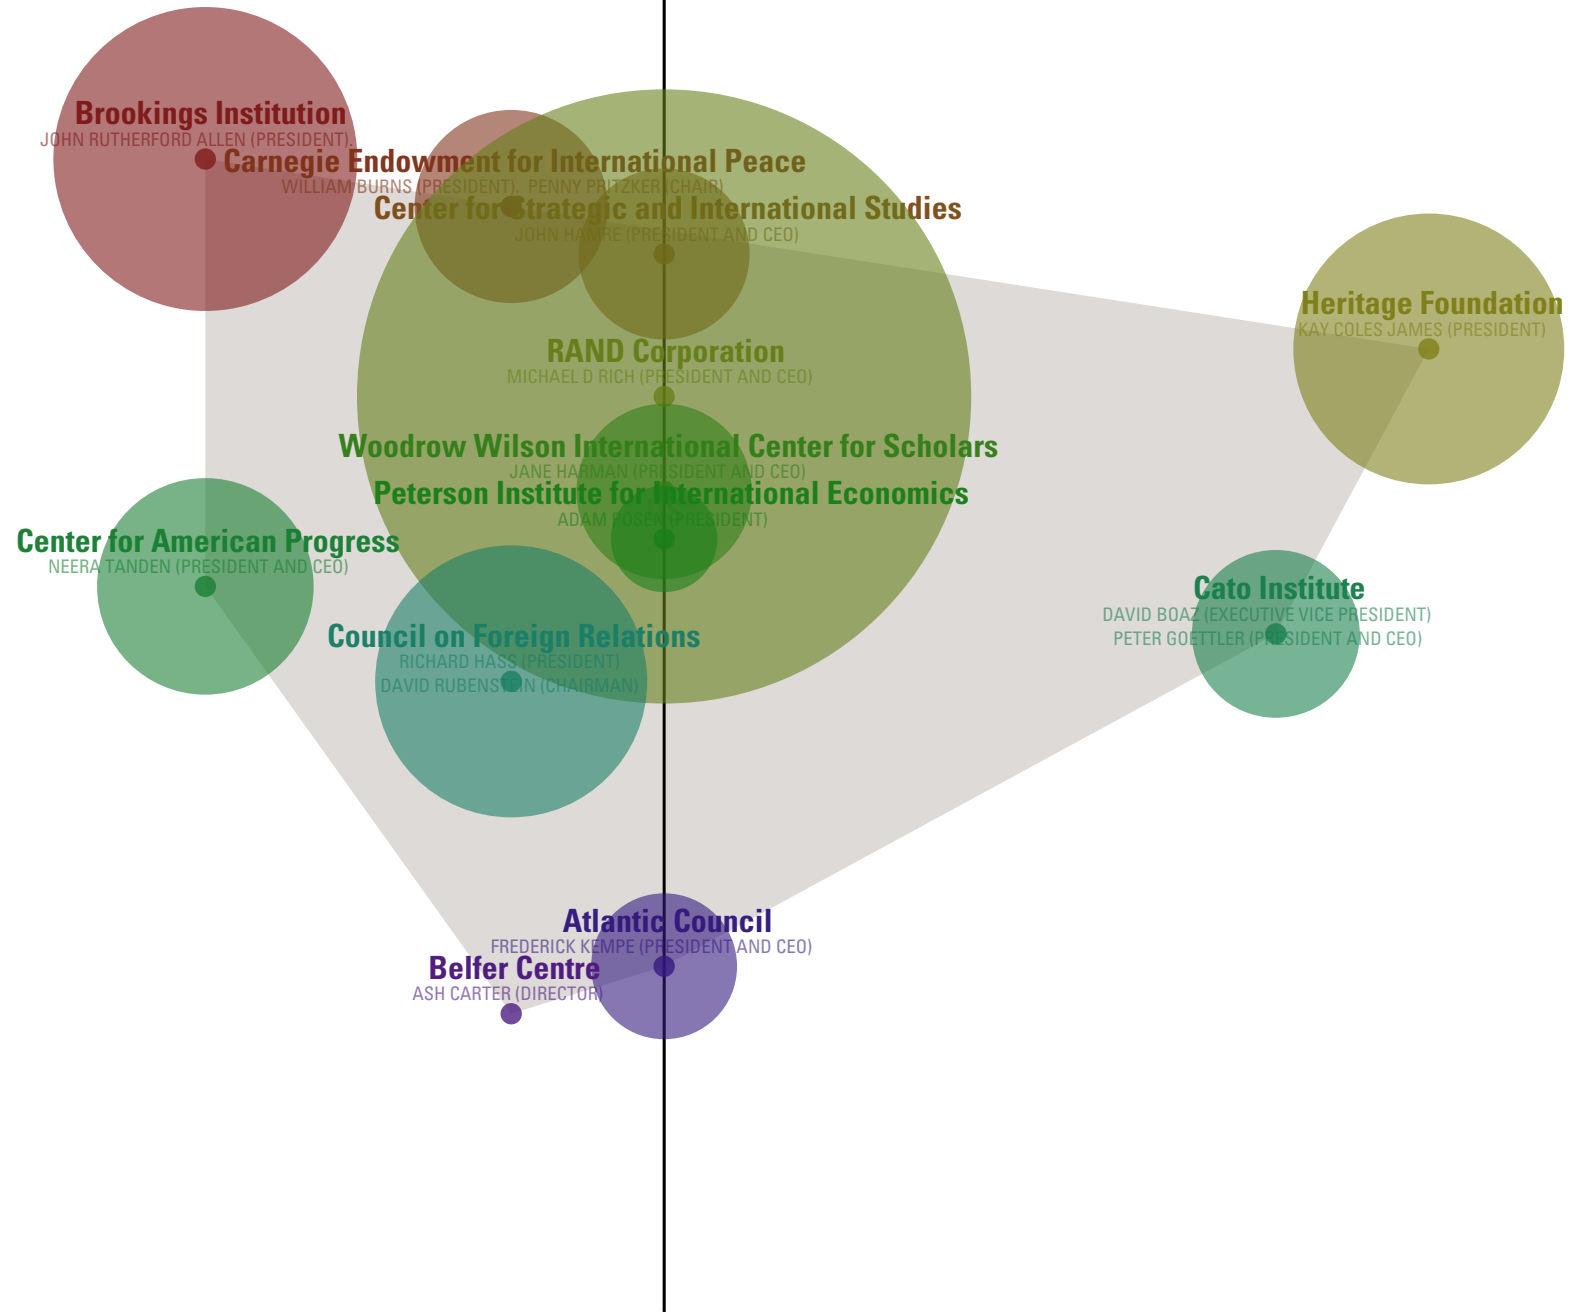 Brookings Institution
JOHN RUTHERFORD ALLEN (PRESIDENT).
Carnegie Endowment for International Peace
WILLIAM BURNS (PRESIDENT). PENNY PRITZKER (CHAIR)
Center for Strategic and International Studies
JOHN HAMRE (PRESIDENT AND CEO)
Heritage Foundation
KAY COLES JAMES (PRESIDENT)
RAND Corporation
MICHAEL D RICH (PRESIDENT AND CEO)
Woodrow Wilson International Center for Scholars
JANE HARMAN (PRESIDENT AND CEO)
Peterson Institute for International Economics
ADAM POSEN (PRESIDENT)
Center for American Progress
NEERA TANDEN (PRESIDENT AND CEO)
Cato Institute
DAVID BOAZ (EXECUTIVE VICE PRESIDENT)
PETER GOETTLER (PRESIDENT AND CEO)
Council on Foreign Relations
RICHARD HASS (PRESIDENT)
DAVID RUBENSTEIN (CHAIRMAN)
Atlantic Council
FREDERICK KEMPE (PRESIDENT AND CEO)
Belfer Centre
ASH CARTER (DIRECTOR)